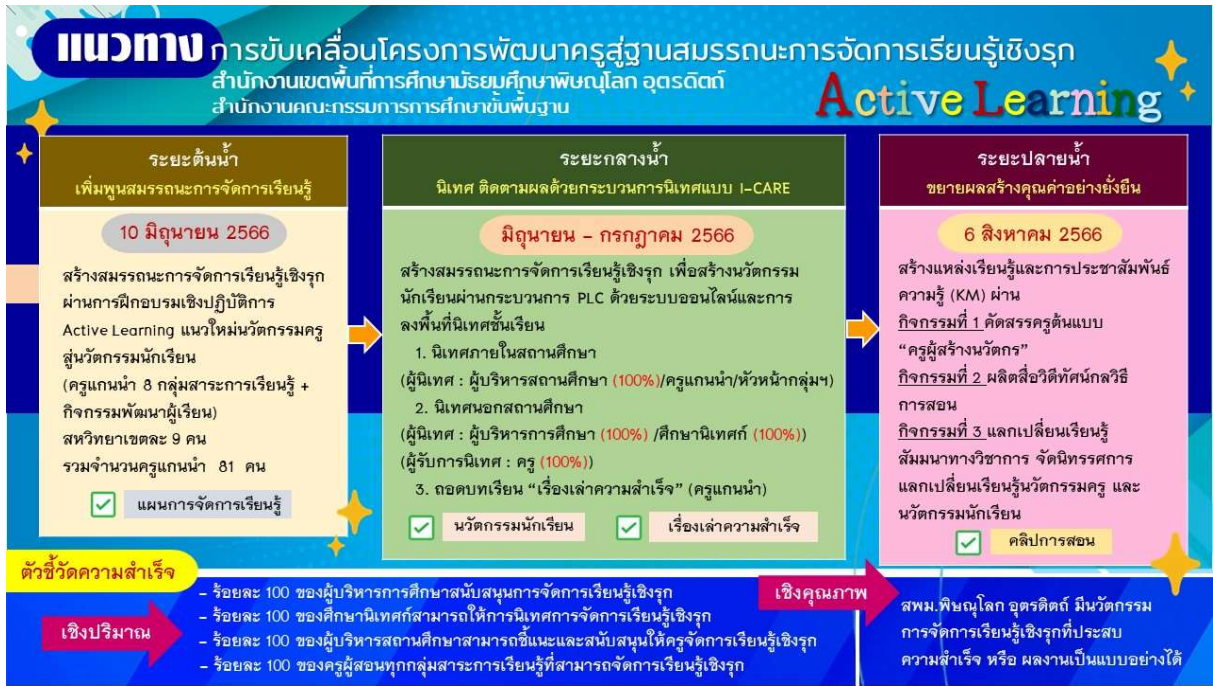 แนวทาง การขับเคลื่อนโครงการพัฒนาครูสู่ฐานสมรรถนะการจัดการเรียนรู้เชิงรุก
สำนักงานเขตพื้นที่การศึกษามัธยมศึกษาพิษณุโลก อุตรดิตถ์
สำนักงานคณะกรรมการการศึกษาขั้นพื้นฐาน
Active Learning
ระยะต้นน้ำ
เพิ่มพูนสมรรถนะการจัดการเรียนรู้
10 มิถุนายน 2566
สร้างสมรรถนะการจัดการเรียนรู้เชิงรุก
ผ่านการฝึกอบรมเชิงปฏิบัติการ
Active Learning แนวใหม่นวัตกรรมครู
สู่นวัตกรรมนักเรียน
(ครูแกนนำ 8 กลุ่มสาระการเรียนรู้ +
กิจกรรมพัฒนาผู้เรียน)
สหวิทยาเขตละ 9 คน
รวมจำนวนครูแกนนำ 81 คน
แผนการจัดการเรียนรู้
ระยะกลางน้ำ
นิเทศ ติดตามผลด้วยกระบวนการนิเทศแบบ I-CARE
มิถุนายน - กรกฎาคม 2566
สร้างสมรรถนะการจัดการเรียนรู้เชิงรุก เพื่อสร้างนวัตกรรม
นักเรียนผ่านกระบวนการ PLC ด้วยระบบออนไลน์และการ
ลงพื้นที่นิเทศชั้นเรียน
1. นิเทศภายในสถานศึกษา
(ผู้นิเทศ : ผู้บริหารสถานศึกษา (100%)/ครูแกนนำ/หัวหน้ากลุ่มฯ)
2. นิเทศนอกสถานศึกษา
(ผู้นิเทศ : ผู้บริหารการศึกษา (100%) /ศึกษานิเทศก์ (100%))
(ผู้รับการนิเทศ : ครู (100%))
3. ถอดบทเรียน “เรื่องเล่าความสำเร็จ” (ครูแกนนำ)
นวัตกรรมนักเรียน
เรื่องเล่าความสำเร็จ
ระยะปลายน้ำ
ขยายผลสร้างคุณค่าอย่างยั่งยืน
6 สิงหาคม 2566
สร้างแหล่งเรียนรู้และการประชาสัมพันธ์
ความรู้ (KM) ผ่าน
กิจกรรมที่ 1 คัดสรรครูต้นแบบ
“ครูผู้สร้างนวัตกร”
กิจกรรมที่ 2 ผลิตสื่อวิดีทัศน์กลวิธี
การสอน
กิจกรรมที่ 3 แลกเปลี่ยนเรียนรู้
สัมมนาทางวิชาการ จัดนิทรรศการ
แลกเปลี่ยนเรียนรู้นวัตกรรมครู และ
นวัตกรรมนักเรียน
คลิปการสอน
ตัวชี้วัดความสำเร็จ
เชิงปริมาณ
- ร้อยละ 100 ของผู้บริหารการศึกษาสนับสนุนการจัดการเรียนรู้เชิงรุก
- ร้อยละ 100 ของศึกษานิเทศก์สามารถให้การนิเทศการจัดการเรียนรู้เชิงรุก
- ร้อยละ 100 ของผู้บริหารสถานศึกษาสามารถชี้แนะและสนับสนุนให้ครูจัดการเรียนรู้เชิงรุก
- ร้อยละ 100 ของครูผู้สอนทุกกลุ่มสาระการเรียนรู้ที่สามารถจัดการเรียนรู้เชิงรุก
เชิงคุณภาพ
สพม.พิษณุโลก อุตรดิตถ์ มีนวัตกรรม
การจัดการเรียนรู้เชิงรุกที่ประสบ
ความสำเร็จ หรือ ผลงานเป็นแบบอย่างได้